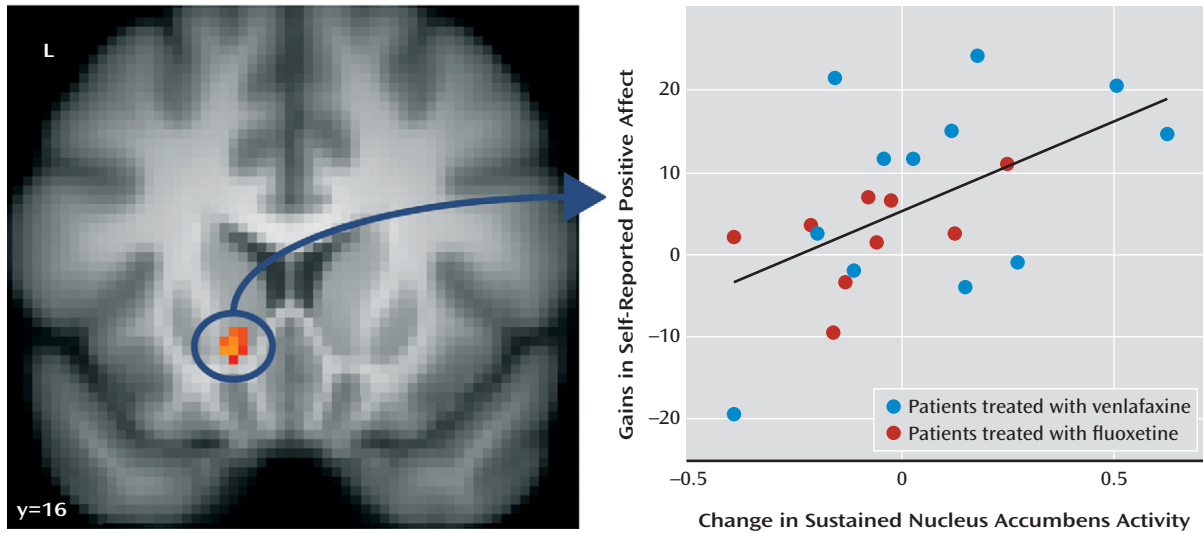 L
y=16
Gains in Self-Reported Positive Affect
20
10
0
−10
−20
Patients treated with venlafaxine
Patients treated with fluoxetine
−0.5 0 0.5
Change in Sustained Nucleus Accumbens Activity